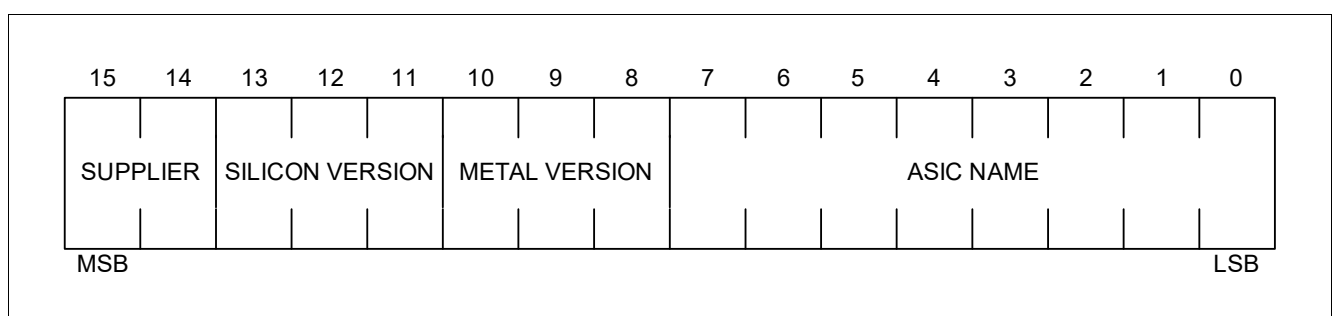 15 14 13 12 11 10 9 8 7 6 5 4 3 2 1 0
SUPPLIER SILICON VERSION METAL VERSION ASIC NAME
MSB LSB